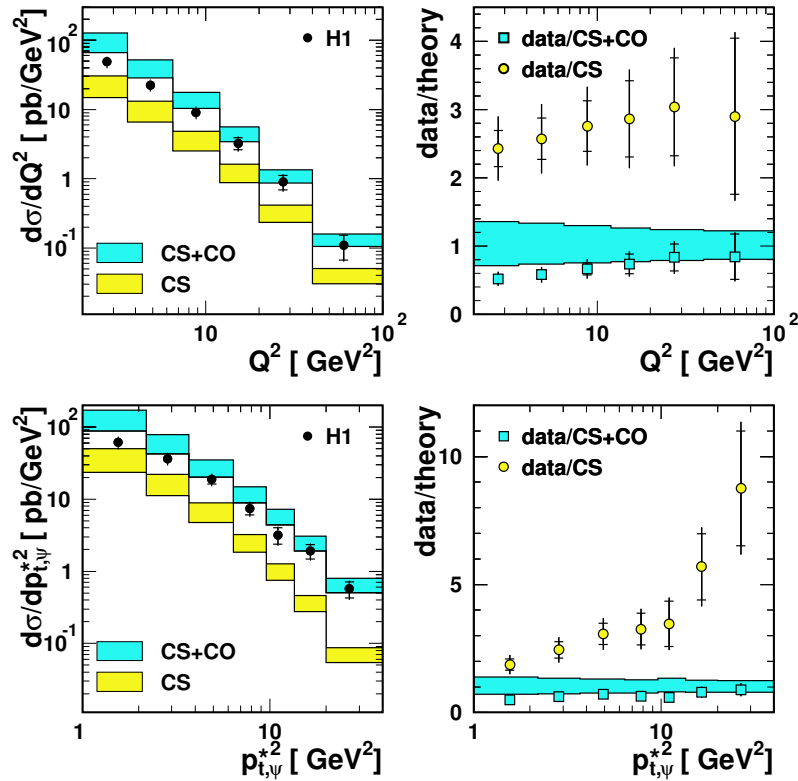 dσ/dQ² [ pb/GeV²]
10²
10
1
10⁻¹
H1
CS+CO
CS
1 10 10²
Q² [ GeV²]
data/theory
4
3
2
1
0
data/CS+CO
data/CS
1 10 10²
Q² [ GeV²]
dσ/dp*²t,ψ [ pb/GeV²]
10²
10
1
10⁻¹
H1
CS+CO
CS
1 10
p*²t,ψ [ GeV²]
data/theory
10
5
0
data/CS+CO
data/CS
1 10
p*²t,ψ [ GeV²]